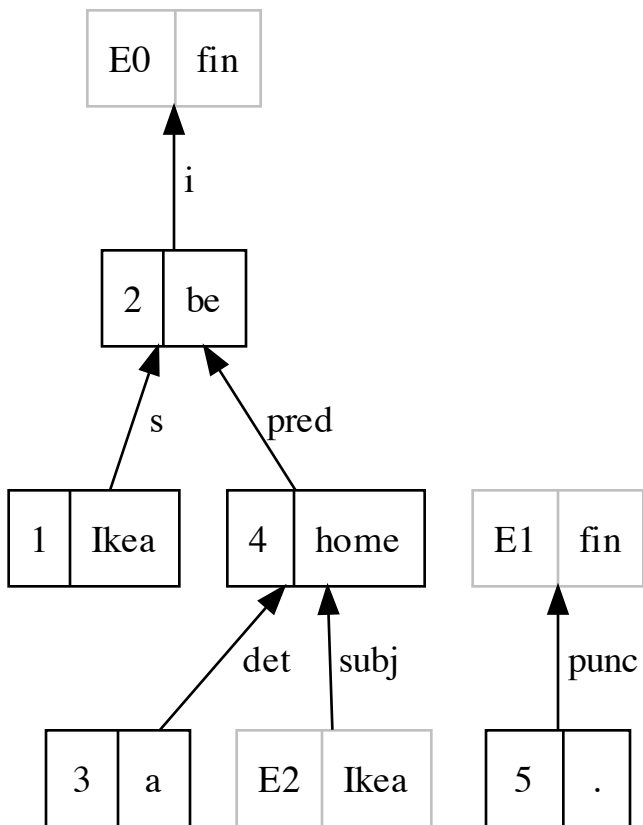 E0 fin
i
2 be
s pred
1 Ikea 4 home E1 fin
det subj punc
3 a E2 Ikea 5 .